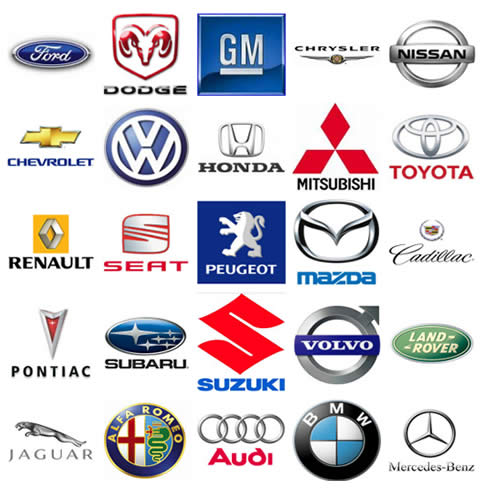 Ford
DODGE
GM
CHRYSLER
NISSAN
CHEVROLET
HONDA
MITSUBISHI
TOYOTA
RENAULT
SEAT
PEUGEOT
mazda
Cadillac
PONTIAC
SUBARU
SUZUKI
VOLVO
LAND-
ROVER
JAGUAR
ALFA ROMEO
Audi
BMW
Mercedes-Benz